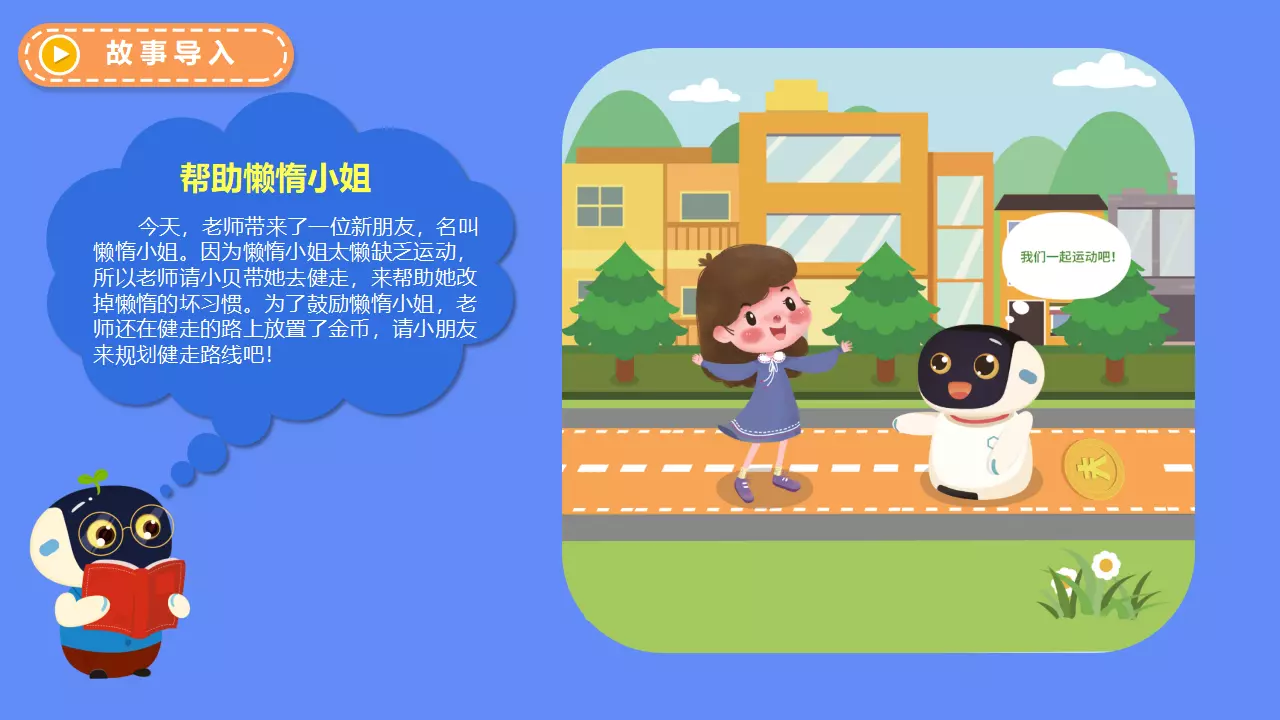 故事导入
帮助懒惰小姐
今天，老师带来了一位新朋友，名叫
懒惰小姐。因为懒惰小姐太懒缺乏运动，
所以老师请小贝带她去健走，来帮助她改
掉懒惰的坏习惯。为了鼓励懒惰小姐，老
师还在健走的路上放置了金币，请小朋友
来规划健走路线吧！
我们一起运动吧！